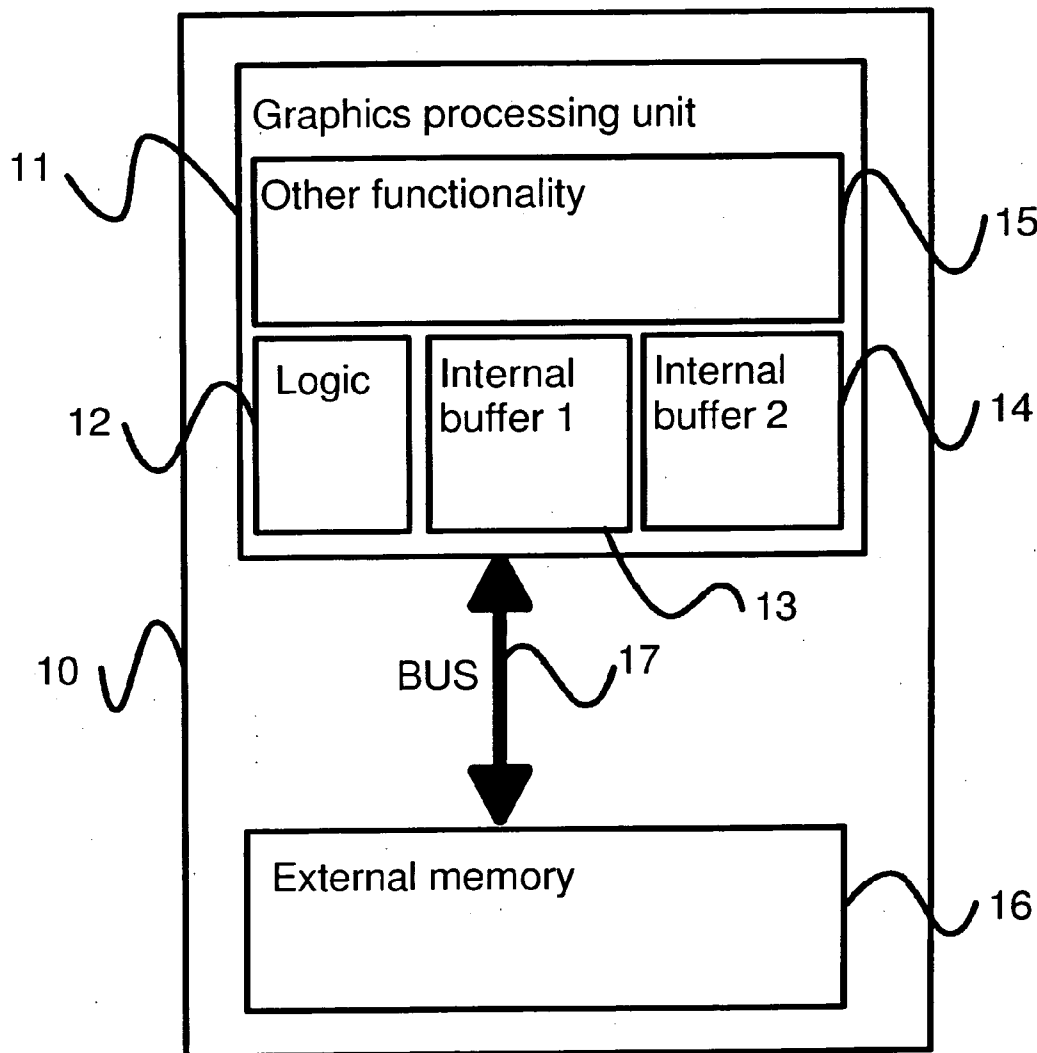 Graphics processing unit
11
Other functionality
15
Logic
Internal
buffer 1
Internal
buffer 2
12
14
13
10
BUS
17
External memory
16